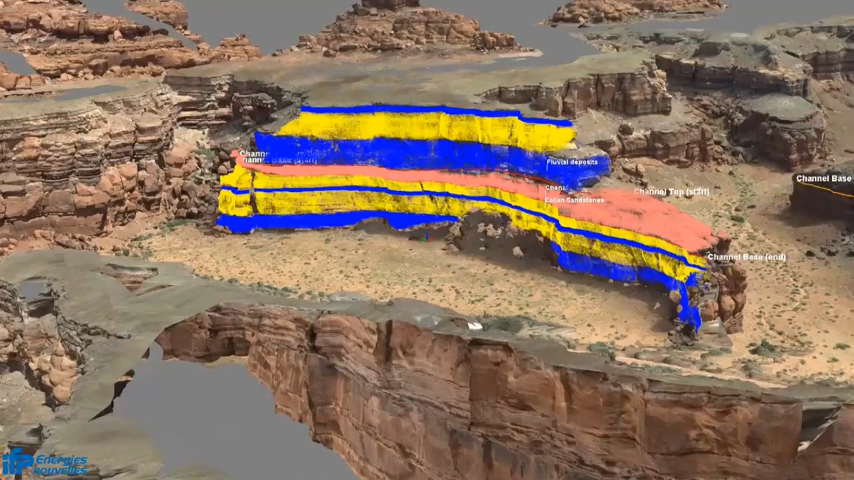 Fluvial deposits
Channel Top (start)
Eolian Sandstones
Channel Base
Channel Base (end)
ifp Energies
nouvelles